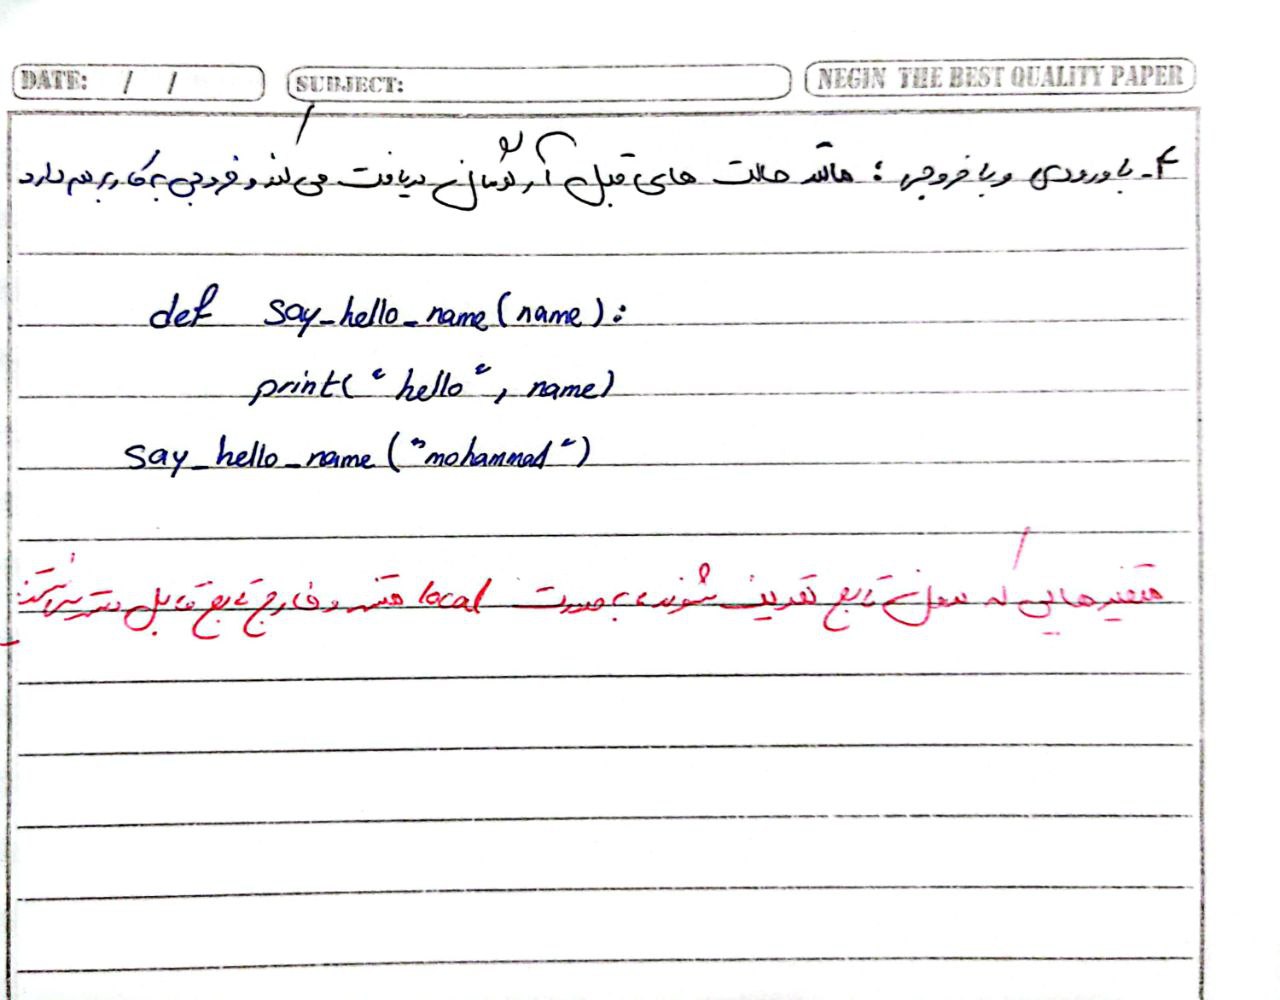 DATE: / /
SUBJECT:
NEGIN THE BEST QUALITY PAPER
۴- با ورودی و با خروجی : مانند حالت های قبل آرگومان دریافت می کند و خروجی به کاربر هم دارد
def say_hello_name(name):
print("hello", name)
say_hello_name("mohammad")
متغیرهایی که داخل تابع تعریف شوند به صورت local هستند و خارج تابع قابل دسترسی نیستند